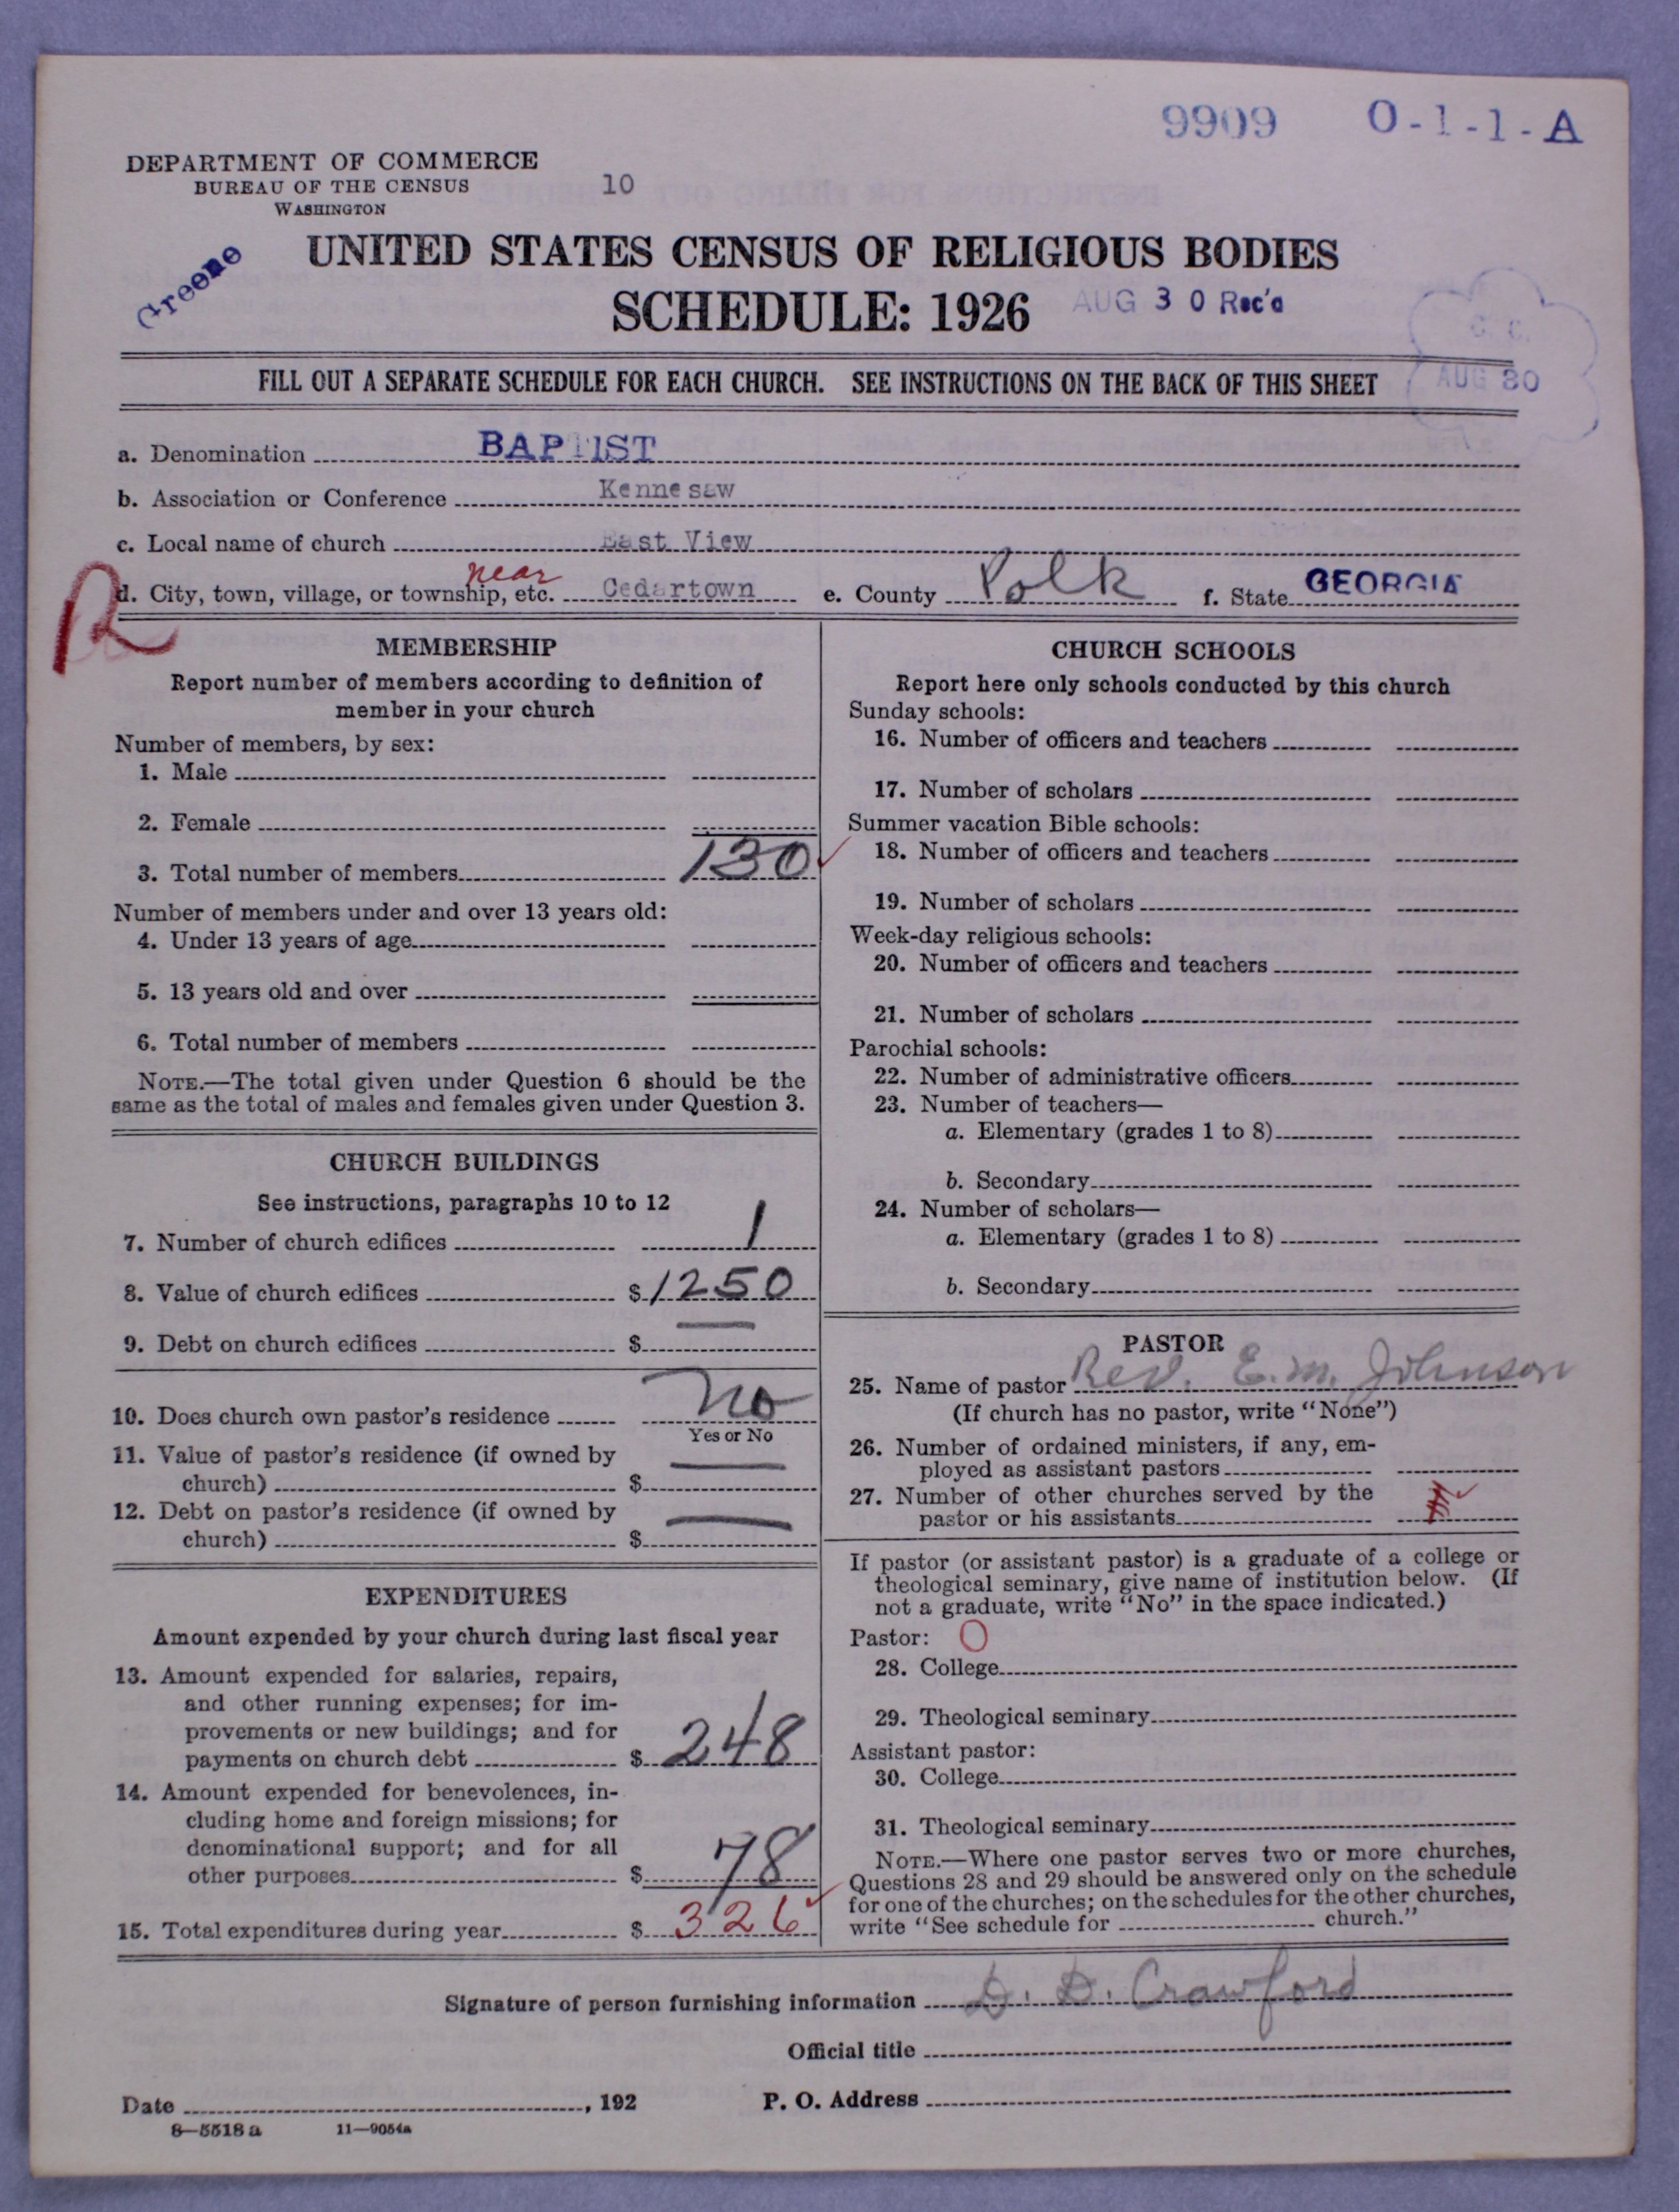 9909 O-1-1-A
DEPARTMENT OF COMMERCE
BUREAU OF THE CENSUS
WASHINGTON
10
Greene
UNITED STATES CENSUS OF RELIGIOUS BODIES
SCHEDULE: 1926
AUG 30 Rec'd
C. C.
AUG 30
FILL OUT A SEPARATE SCHEDULE FOR EACH CHURCH. SEE INSTRUCTIONS ON THE BACK OF THIS SHEET
a. Denomination BAPTIST
b. Association or Conference Kennesaw
c. Local name of church East View
R
d. City, town, village, or township, etc. near Cedartown e. County Polk f. State GEORGIA
MEMBERSHIP
Report number of members according to definition of
member in your church
Number of members, by sex:
1. Male
2. Female
3. Total number of members 130
Number of members under and over 13 years old:
4. Under 13 years of age
5. 13 years old and over
6. Total number of members
NOTE.—The total given under Question 6 should be the
same as the total of males and females given under Question 3.
CHURCH BUILDINGS
See instructions, paragraphs 10 to 12
7. Number of church edifices 1
8. Value of church edifices $ 1250
9. Debt on church edifices $ —
10. Does church own pastor's residence No
Yes or No
11. Value of pastor's residence (if owned by
church) $ —
12. Debt on pastor's residence (if owned by
church) $ —
EXPENDITURES
Amount expended by your church during last fiscal year
13. Amount expended for salaries, repairs,
and other running expenses; for im-
provements or new buildings; and for
payments on church debt $ 248
14. Amount expended for benevolences, in-
cluding home and foreign missions; for
denominational support; and for all
other purposes $ 78
15. Total expenditures during year $ 326
CHURCH SCHOOLS
Report here only schools conducted by this church
Sunday schools:
16. Number of officers and teachers
17. Number of scholars
Summer vacation Bible schools:
18. Number of officers and teachers
19. Number of scholars
Week-day religious schools:
20. Number of officers and teachers
21. Number of scholars
Parochial schools:
22. Number of administrative officers
23. Number of teachers—
a. Elementary (grades 1 to 8)
b. Secondary
24. Number of scholars—
a. Elementary (grades 1 to 8)
b. Secondary
PASTOR
25. Name of pastor Rev. E. M. Johnson
(If church has no pastor, write "None")
26. Number of ordained ministers, if any, em-
ployed as assistant pastors
27. Number of other churches served by the
pastor or his assistants
If pastor (or assistant pastor) is a graduate of a college or
theological seminary, give name of institution below. (If
not a graduate, write "No" in the space indicated.)
Pastor: O
28. College
29. Theological seminary
Assistant pastor:
30. College
31. Theological seminary
NOTE.—Where one pastor serves two or more churches,
Questions 28 and 29 should be answered only on the schedule
for one of the churches; on the schedules for the other churches,
write "See schedule for church."
Signature of person furnishing information D. D. Crawford
Official title
Date , 192 P. O. Address
8—5518 a 11—9054a